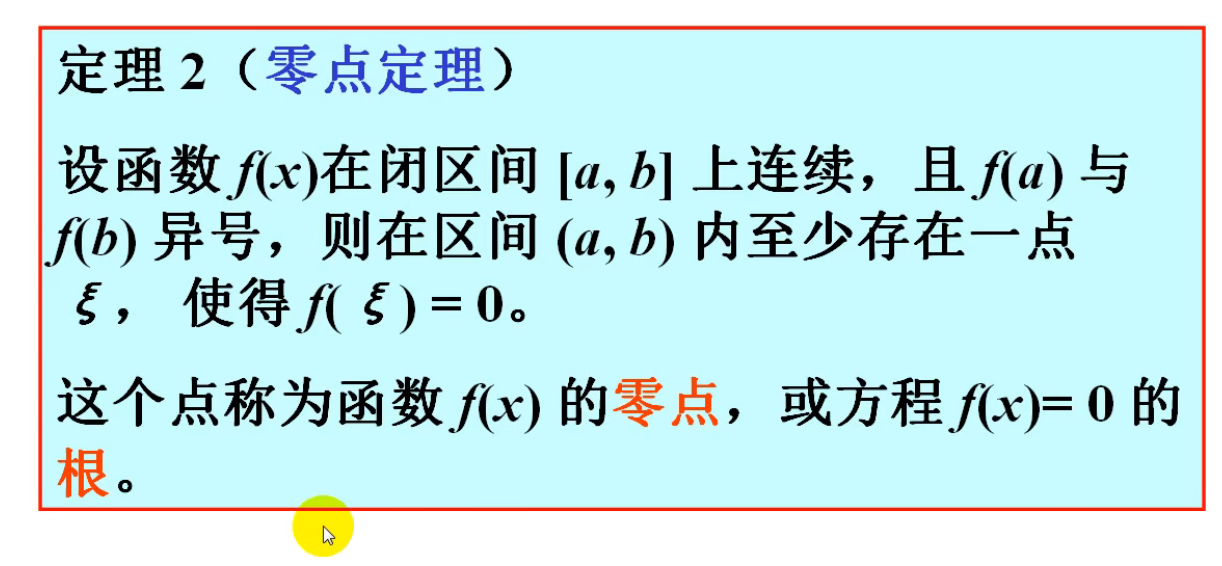 定理 2（零点定理）
设函数 f(x)在闭区间 [a, b] 上连续，且 f(a) 与
f(b) 异号，则在区间 (a, b) 内至少存在一点
ξ， 使得 f( ξ ) = 0。
这个点称为函数 f(x) 的零点，或方程 f(x)= 0 的
根。